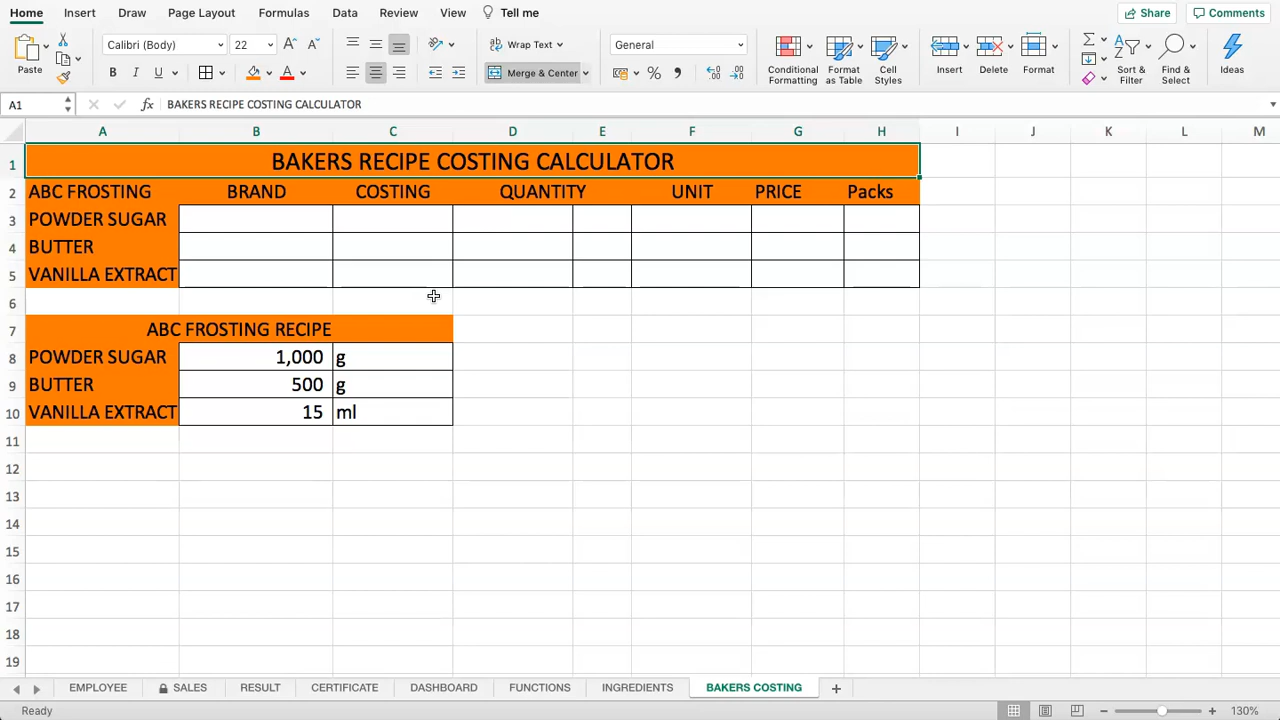 Home Insert Draw Page Layout Formulas Data Review View Tell me Share Comments
Paste Calibri (Body) 22 A A B I U A Wrap Text Merge & Center General % Conditional Formatting Format as Table Cell Styles Insert Delete Format Sort & Filter Find & Select Ideas
A1 fx BAKERS RECIPE COSTING CALCULATOR
A B C D E F G H I J K L M
1 BAKERS RECIPE COSTING CALCULATOR
2 ABC FROSTING BRAND COSTING QUANTITY UNIT PRICE Packs
3 POWDER SUGAR
4 BUTTER
5 VANILLA EXTRACT
6
7 ABC FROSTING RECIPE
8 POWDER SUGAR 1,000 g
9 BUTTER 500 g
10 VANILLA EXTRACT 15 ml
11
12
13
14
15
16
17
18
19
EMPLOYEE SALES RESULT CERTIFICATE DASHBOARD FUNCTIONS INGREDIENTS BAKERS COSTING +
Ready 130%